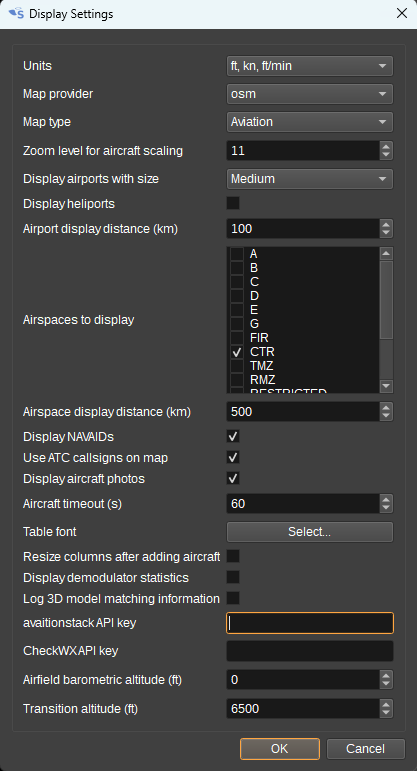 Display Settings
Units ft, kn, ft/min
Map provider osm
Map type Aviation
Zoom level for aircraft scaling 11
Display airports with size Medium
Display heliports
Airport display distance (km) 100
A
B
C
D
E
G
FIR
Airspaces to display
CTR
TMZ
RMZ
RESTRICTED
Airspace display distance (km) 500
Display NAVAIDs
Use ATC callsigns on map
Display aircraft photos
Aircraft timeout (s) 60
Table font Select...
Resize columns after adding aircraft
Display demodulator statistics
Log 3D model matching information
avaitionstack API key
CheckWX API key
Airfield barometric altitude (ft) 0
Transition altitude (ft) 6500
OK Cancel